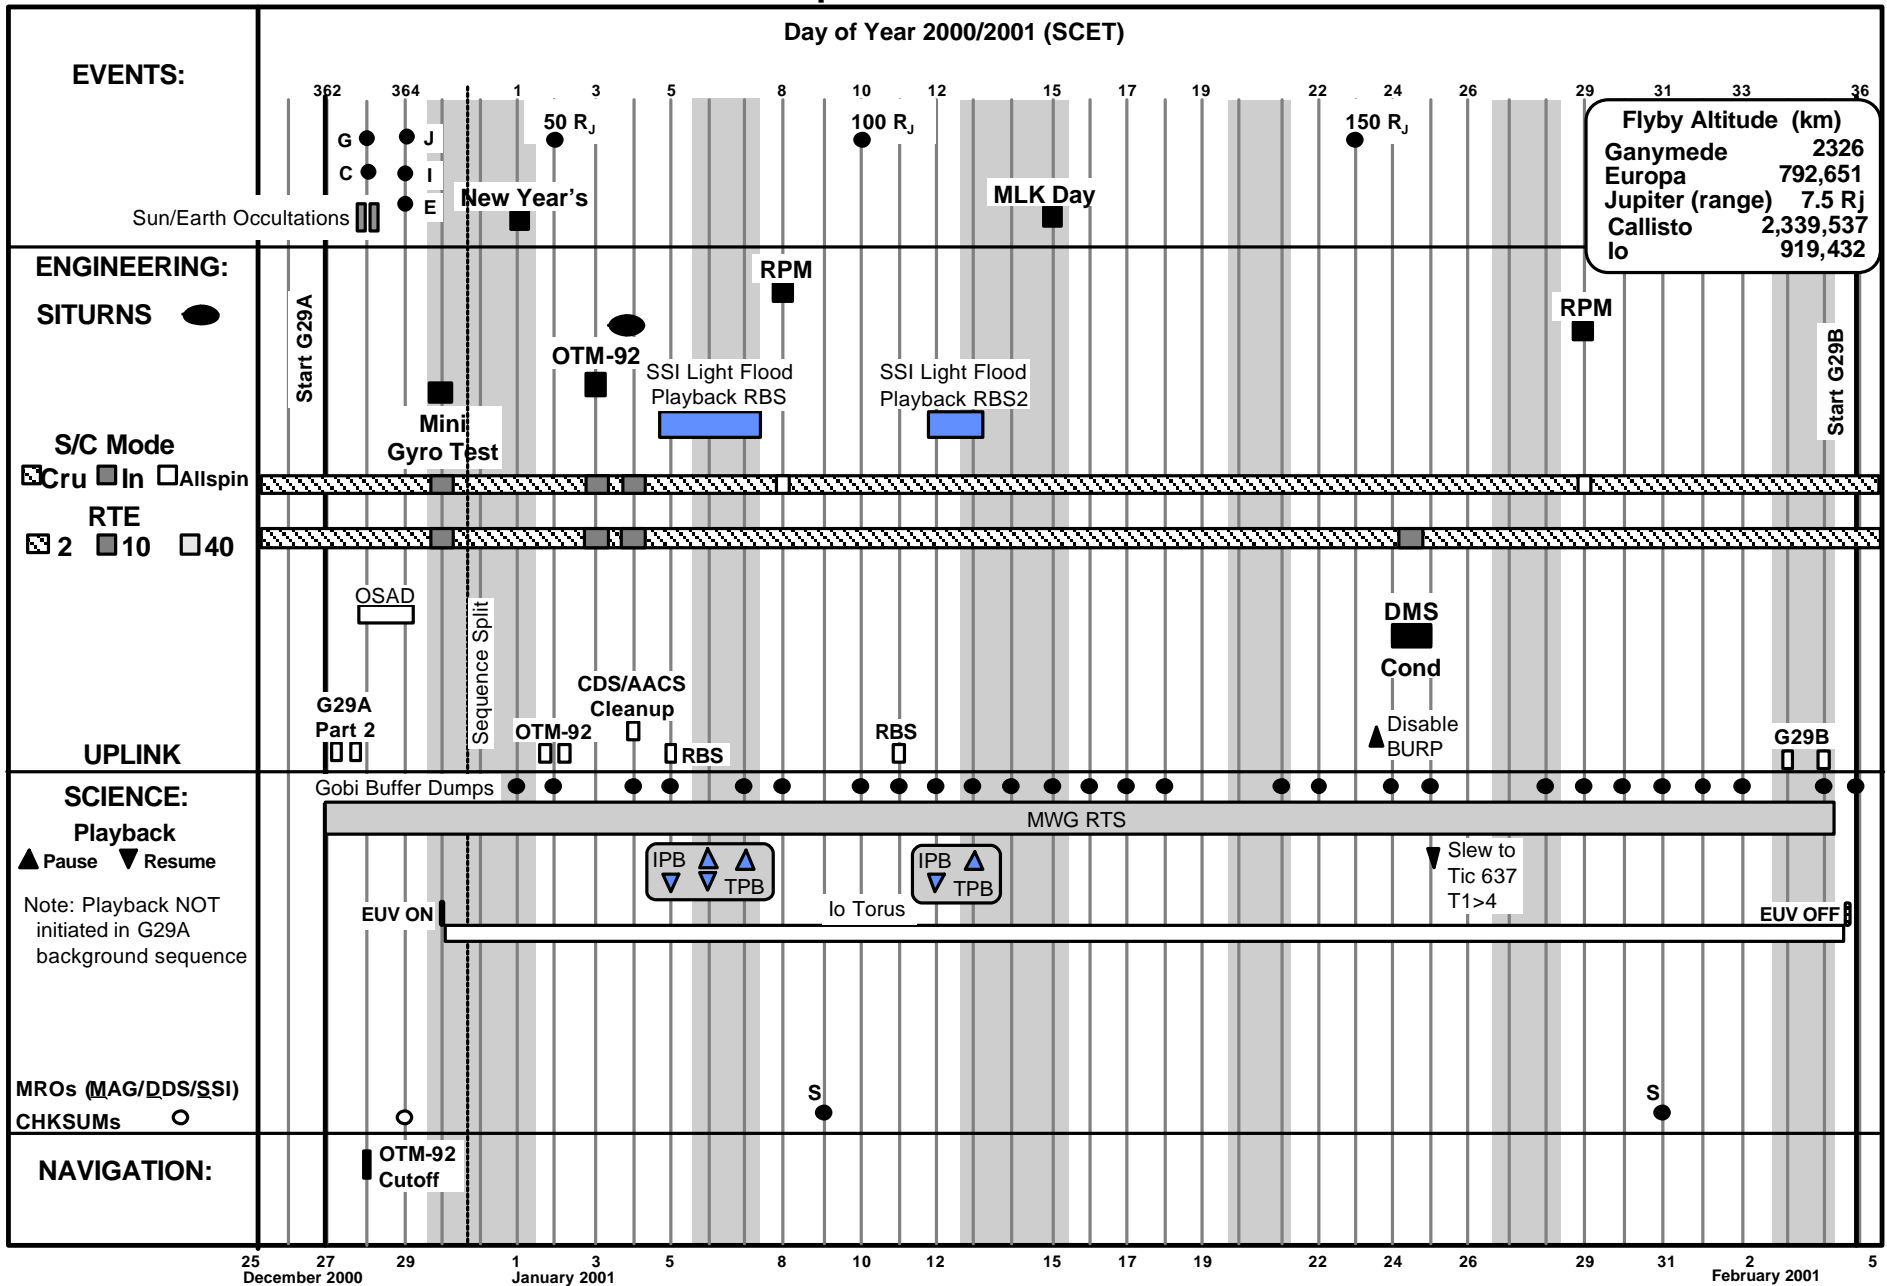 Day of Year 2000/2001 (SCET)
EVENTS:
362 364 1 3 5 8 10 12 15 17 19 22 24 26 29 31 33 36
G
J
C
I
E
50 RJ
100 RJ
150 RJ
New Year's
MLK Day
Sun/Earth Occultations
Flyby Altitude (km)
Ganymede 2326
Europa 792,651
Jupiter (range) 7.5 Rj
Callisto 2,339,537
Io 919,432
ENGINEERING:
SITURNS
Start G29A
RPM
OTM-92
RPM
Start G29B
SSI Light Flood
Playback RBS
SSI Light Flood
Playback RBS2
Mini
Gyro Test
S/C Mode
Cru In Allspin
RTE
2 10 40
OSAD
Sequence Split
DMS
Cond
G29A
Part 2
CDS/AACS
Cleanup
OTM-92
RBS
RBS
Disable
BURP
G29B
UPLINK
SCIENCE:
Gobi Buffer Dumps
MWG RTS
Playback
Pause Resume
IPB
TPB
IPB
TPB
Slew to
Tic 637
T1>4
Note: Playback NOT
initiated in G29A
background sequence
EUV ON
Io Torus
EUV OFF
MROs (MAG/DDS/SSI)
CHKSUMs
S
S
NAVIGATION:
OTM-92
Cutoff
25 27 29 1 3 5 8 10 12 15 17 19 22 24 26 29 31 2 5
December 2000 January 2001 February 2001